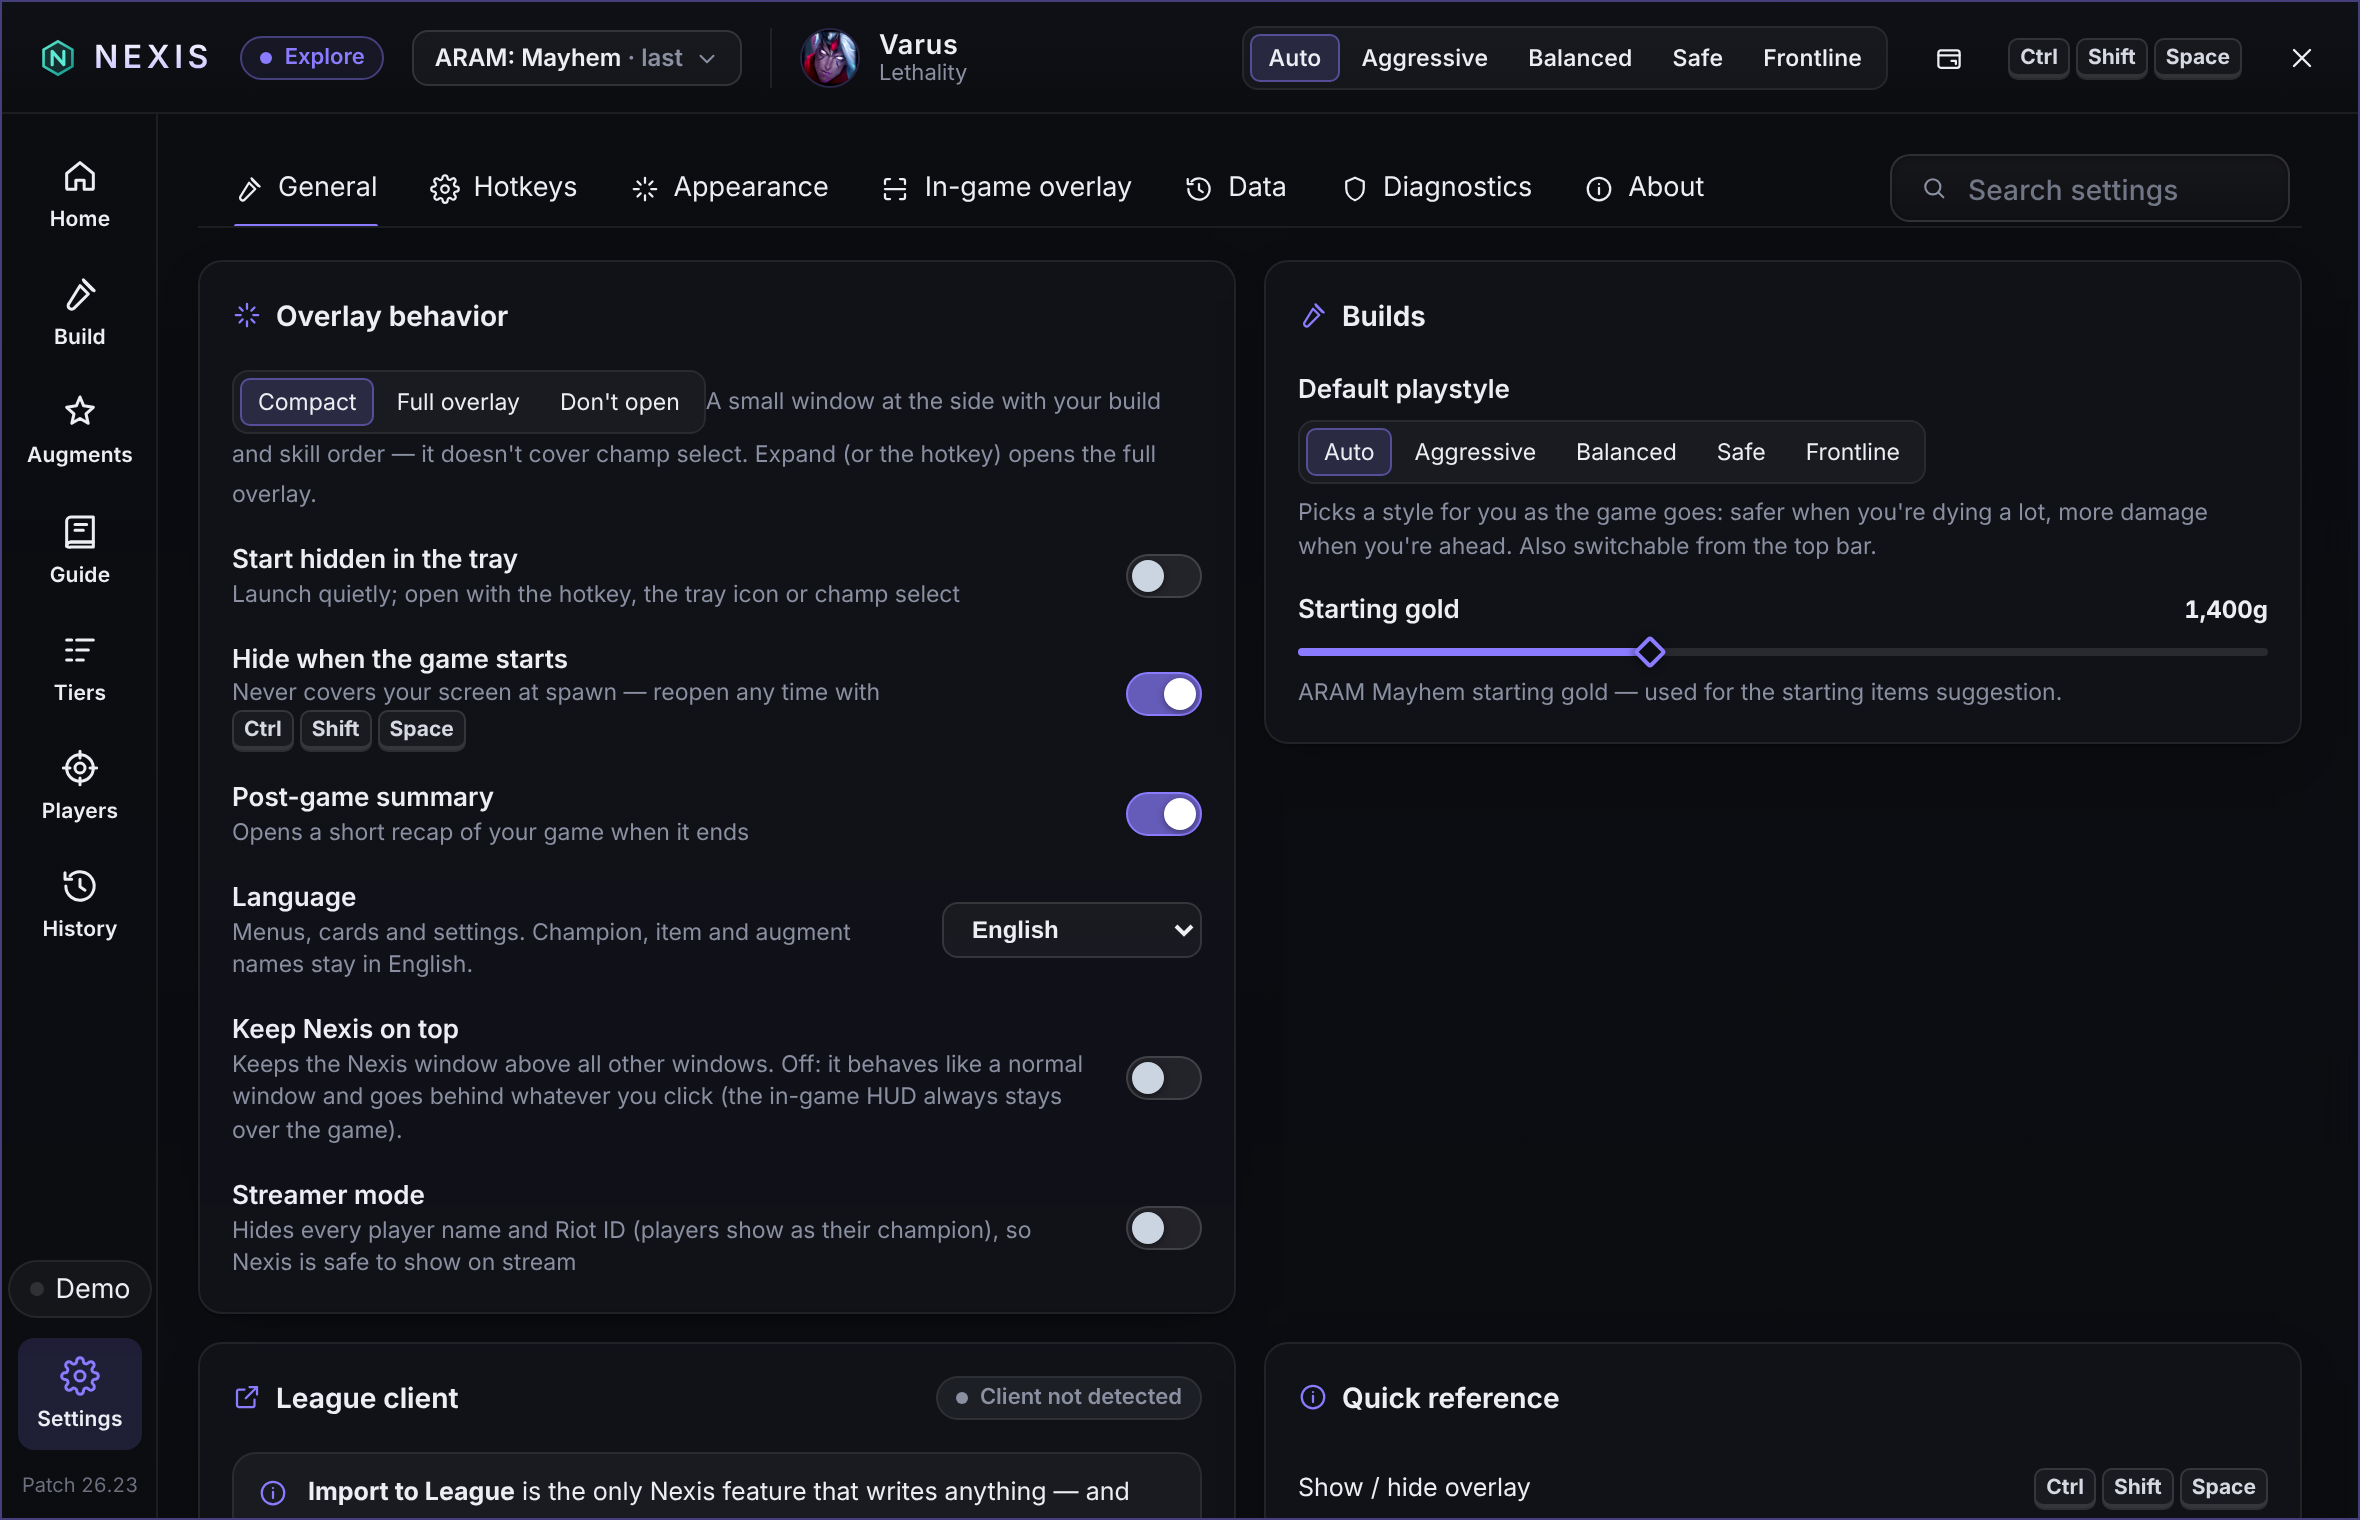 NEXIS
Explore
ARAM: Mayhem · last
Varus
Lethality
Auto Aggressive Balanced Safe Frontline
Ctrl Shift Space
General Hotkeys Appearance In-game overlay Data Diagnostics About
Search settings
Home
Build
Augments
Guide
Tiers
Players
History
Demo
Settings
Patch 26.23
Overlay behavior
Compact Full overlay Don't open A small window at the side with your build
and skill order — it doesn't cover champ select. Expand (or the hotkey) opens the full
overlay.
Start hidden in the tray
Launch quietly; open with the hotkey, the tray icon or champ select
Hide when the game starts
Never covers your screen at spawn — reopen any time with
Ctrl Shift Space
Post-game summary
Opens a short recap of your game when it ends
Language
Menus, cards and settings. Champion, item and augment
names stay in English.
English
Keep Nexis on top
Keeps the Nexis window above all other windows. Off: it behaves like a normal
window and goes behind whatever you click (the in-game HUD always stays
over the game).
Streamer mode
Hides every player name and Riot ID (players show as their champion), so
Nexis is safe to show on stream
Builds
Default playstyle
Auto Aggressive Balanced Safe Frontline
Picks a style for you as the game goes: safer when you're dying a lot, more damage
when you're ahead. Also switchable from the top bar.
Starting gold 1,400g
ARAM Mayhem starting gold — used for the starting items suggestion.
League client
Client not detected
Import to League is the only Nexis feature that writes anything — and
Quick reference
Show / hide overlay Ctrl Shift Space